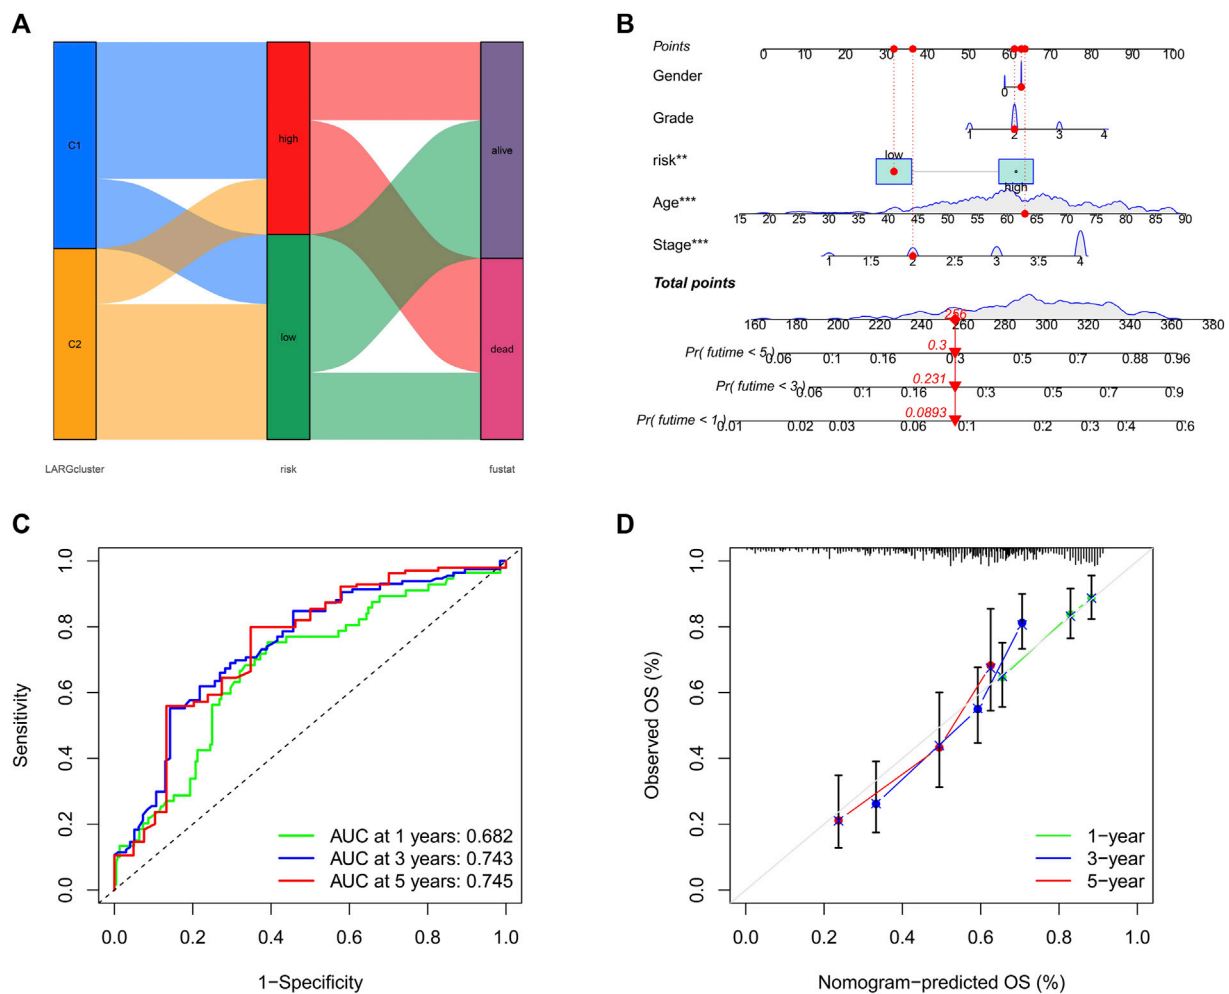 A
C1
C2
high
low
alive
dead
LARGcluster risk fustat
B
Points
0 10 20 30 40 50 60 70 80 90 100
Gender
0
Grade
1 2 3 4
risk**
low
high
Age***
15 20 25 30 35 40 45 50 55 60 65 70 75 80 85 90
Stage***
1 1.5 2 2.5 3 3.5 4
Total points
256
160 180 200 220 240 260 280 300 320 340 360 380
0.3
Pr( futime < 5 )
0.06 0.1 0.16 0.3 0.5 0.7 0.88 0.96
0.231
Pr( futime < 3 )
0.06 0.1 0.16 0.3 0.5 0.7 0.9
0.0893
Pr( futime < 1 )
0.01 0.02 0.03 0.06 0.1 0.2 0.3 0.4 0.6
C
Sensitivity
1.0
0.8
0.6
0.4
0.2
0.0
AUC at 1 years: 0.682
AUC at 3 years: 0.743
AUC at 5 years: 0.745
0.0 0.2 0.4 0.6 0.8 1.0
1−Specificity
D
Observed OS (%)
1.0
0.8
0.6
0.4
0.2
0.0
1−year
3−year
5−year
0.0 0.2 0.4 0.6 0.8 1.0
Nomogram−predicted OS (%)